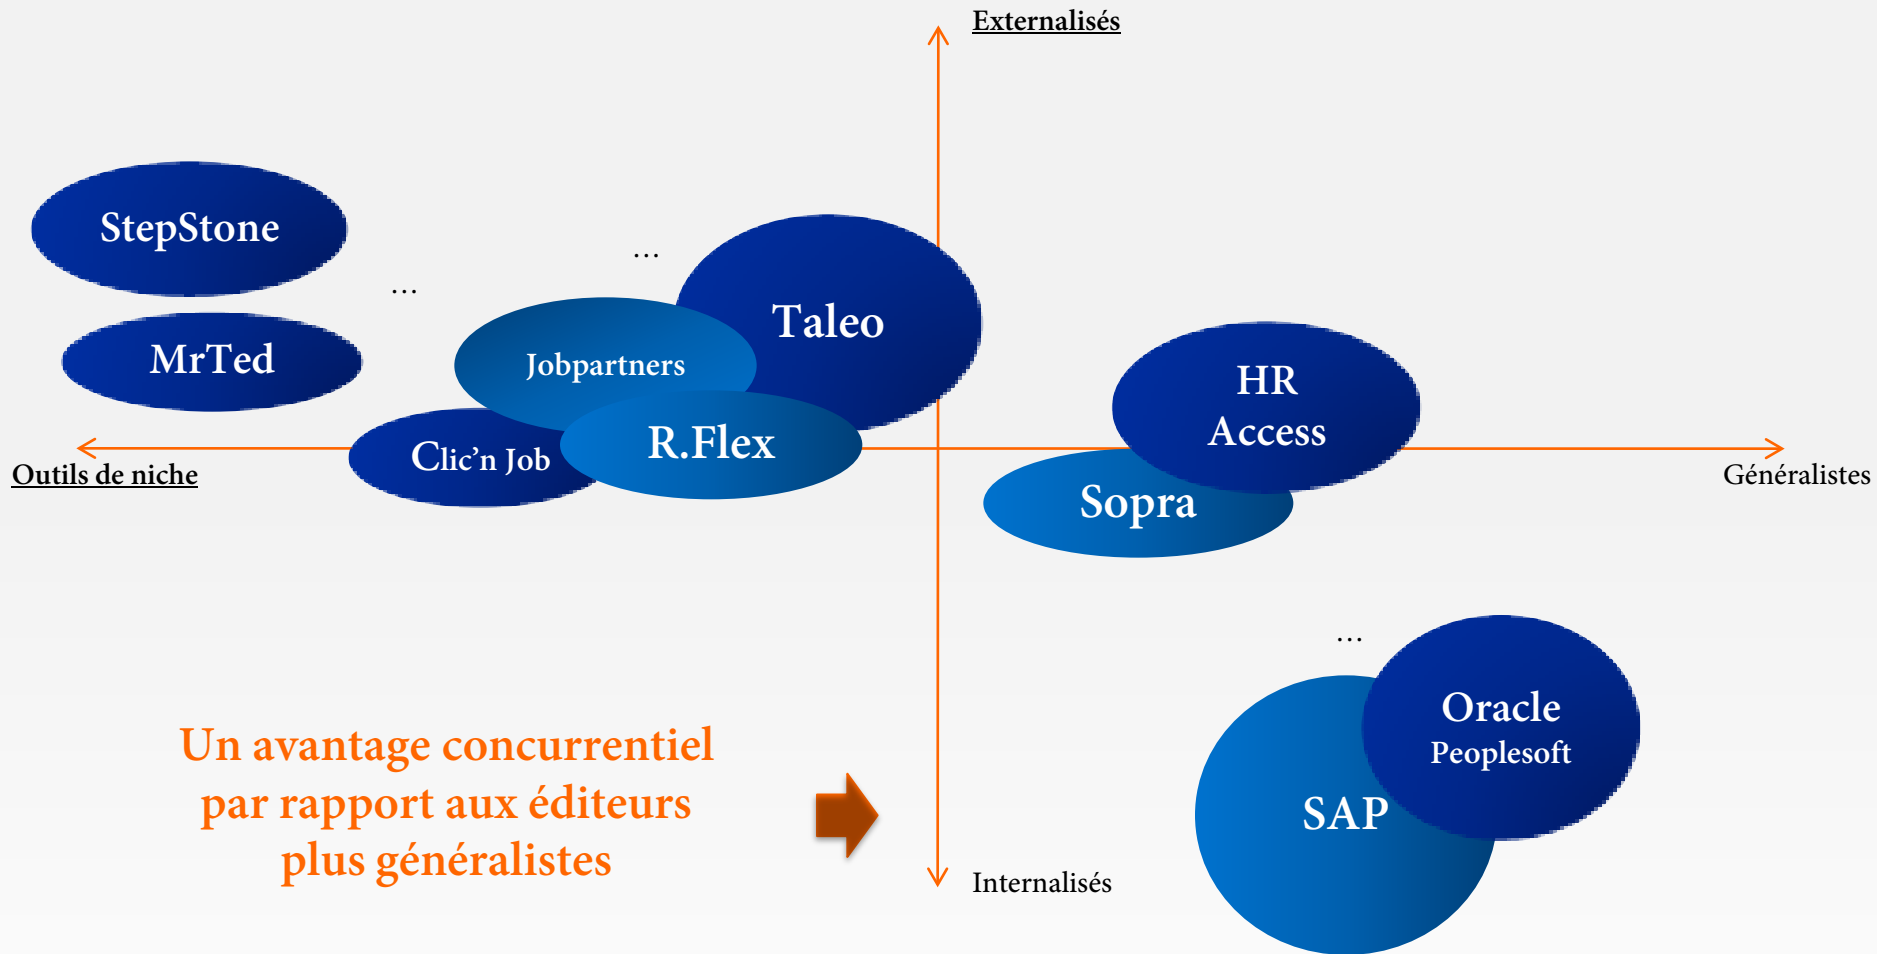 Externalisés
StepStone
...
...
Taleo
MrTed
Jobpartners
HR
Access
R.Flex
Clic'n Job
Outils de niche
Généralistes
Sopra
...
Oracle
Peoplesoft
Un avantage concurrentiel
par rapport aux éditeurs
plus généralistes
SAP
Internalisés